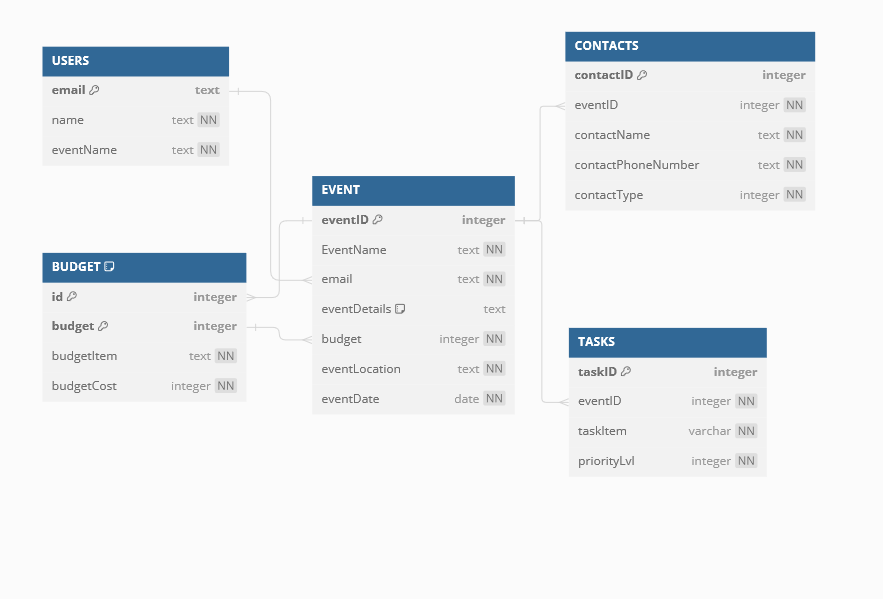 USERS
email text
name text NN
eventName text NN
BUDGET
id integer
budget integer
budgetItem text NN
budgetCost integer NN
EVENT
eventID integer
EventName text NN
email text NN
eventDetails text
budget integer NN
eventLocation text NN
eventDate date NN
CONTACTS
contactID integer
eventID integer NN
contactName text NN
contactPhoneNumber text NN
contactType integer NN
TASKS
taskID integer
eventID integer NN
taskItem varchar NN
priorityLvl integer NN